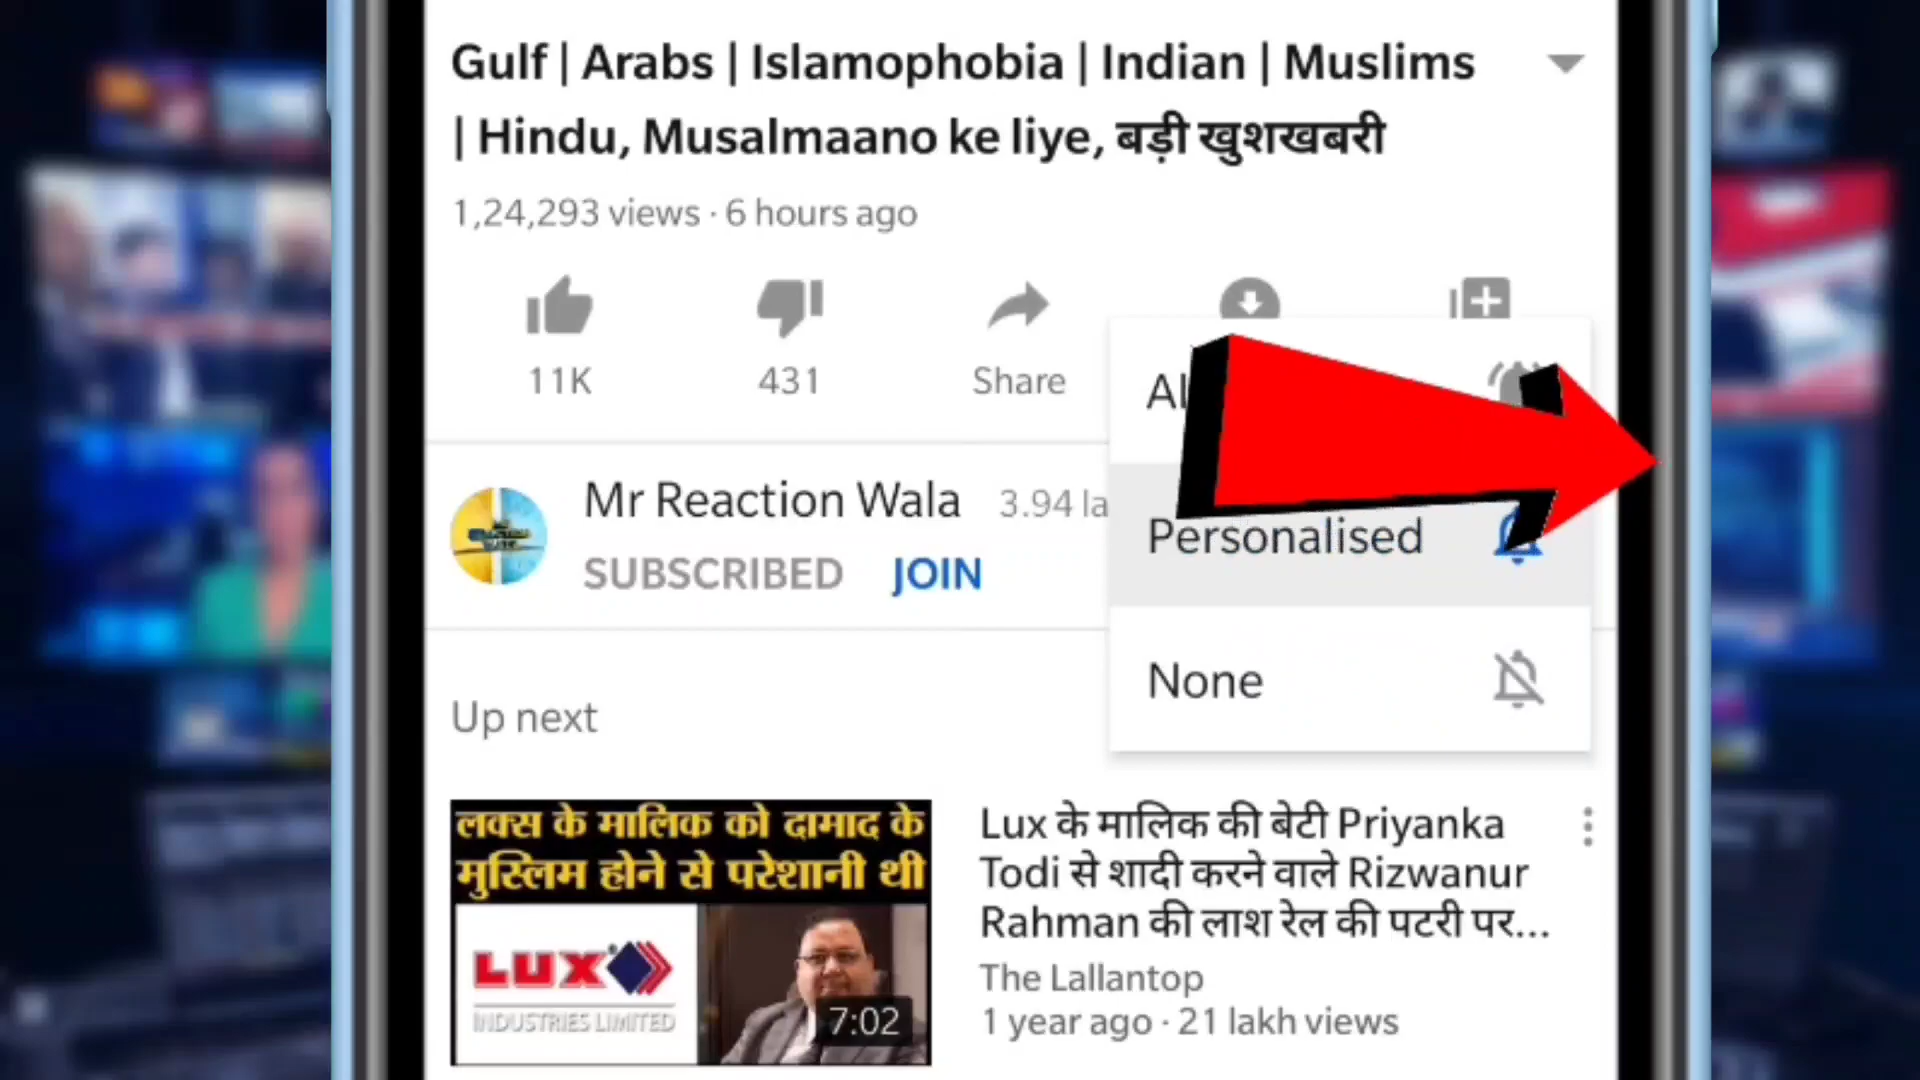 Gulf | Arabs | Islamophobia | Indian | Muslims
| Hindu, Musalmaano ke liye, बड़ी खुशखबरी
1,24,293 views · 6 hours ago
11K
431
Share
Mr Reaction Wala 3.94 la
SUBSCRIBED JOIN
Personalised
None
Up next
लक्स के मालिक को दामाद के
मुस्लिम होने से परेशानी थी
LUX
INDUSTRIES LIMITED
7:02
Lux के मालिक की बेटी Priyanka
Todi से शादी करने वाले Rizwanur
Rahman की लाश रेल की पटरी पर...
The Lallantop
1 year ago · 21 lakh views